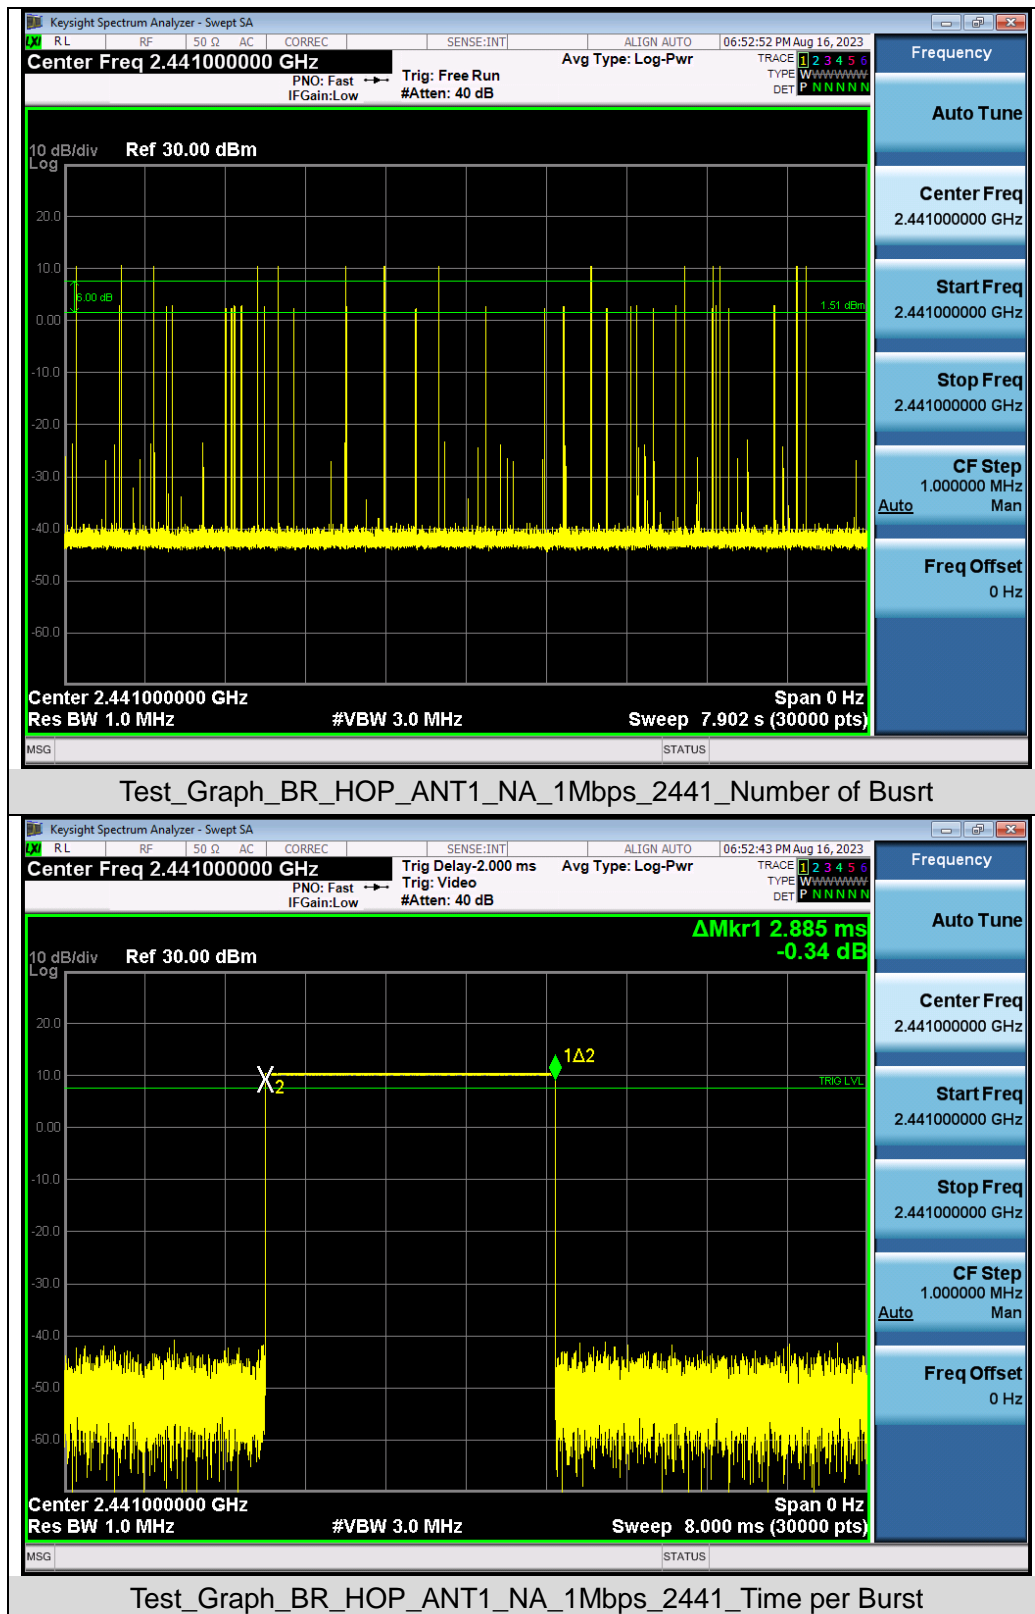 Keysight Spectrum Analyzer - Swept SA
LXI RL RF 50 Ω AC CORREC SENSE:INT ALIGN AUTO 06:52:52 PM Aug 16, 2023
Center Freq 2.441000000 GHz
PNO: Fast
IFGain:Low
Trig: Free Run
#Atten: 40 dB
Avg Type: Log-Pwr
TRACE 1 2 3 4 5 6
TYPE WWWWWW
DET P N N N N N
10 dB/div
Log
Ref 30.00 dBm
20.0
10.0
6.00 dB
1.51 dBm
0.00
-10.0
-20.0
-30.0
-40.0
-50.0
-60.0
Center 2.441000000 GHz
Span 0 Hz
Res BW 1.0 MHz
#VBW 3.0 MHz
Sweep 7.902 s (30000 pts)
MSG
STATUS
Frequency
Auto Tune
Center Freq
2.441000000 GHz
Start Freq
2.441000000 GHz
Stop Freq
2.441000000 GHz
CF Step
1.000000 MHz
Auto Man
Freq Offset
0 Hz
Test_Graph_BR_HOP_ANT1_NA_1Mbps_2441_Number of Busrt
Keysight Spectrum Analyzer - Swept SA
LXI RL RF 50 Ω AC CORREC SENSE:INT ALIGN AUTO 06:52:43 PM Aug 16, 2023
Center Freq 2.441000000 GHz
PNO: Fast
IFGain:Low
Trig Delay-2.000 ms
Trig: Video
#Atten: 40 dB
Avg Type: Log-Pwr
TRACE 1 2 3 4 5 6
TYPE WWWWWW
DET P N N N N N
ΔMkr1 2.885 ms
-0.34 dB
10 dB/div
Log
Ref 30.00 dBm
20.0
1Δ2
10.0
X2
TRIG LVL
0.00
-10.0
-20.0
-30.0
-40.0
-50.0
-60.0
Center 2.441000000 GHz
Span 0 Hz
Res BW 1.0 MHz
#VBW 3.0 MHz
Sweep 8.000 ms (30000 pts)
MSG
STATUS
Frequency
Auto Tune
Center Freq
2.441000000 GHz
Start Freq
2.441000000 GHz
Stop Freq
2.441000000 GHz
CF Step
1.000000 MHz
Auto Man
Freq Offset
0 Hz
Test_Graph_BR_HOP_ANT1_NA_1Mbps_2441_Time per Burst